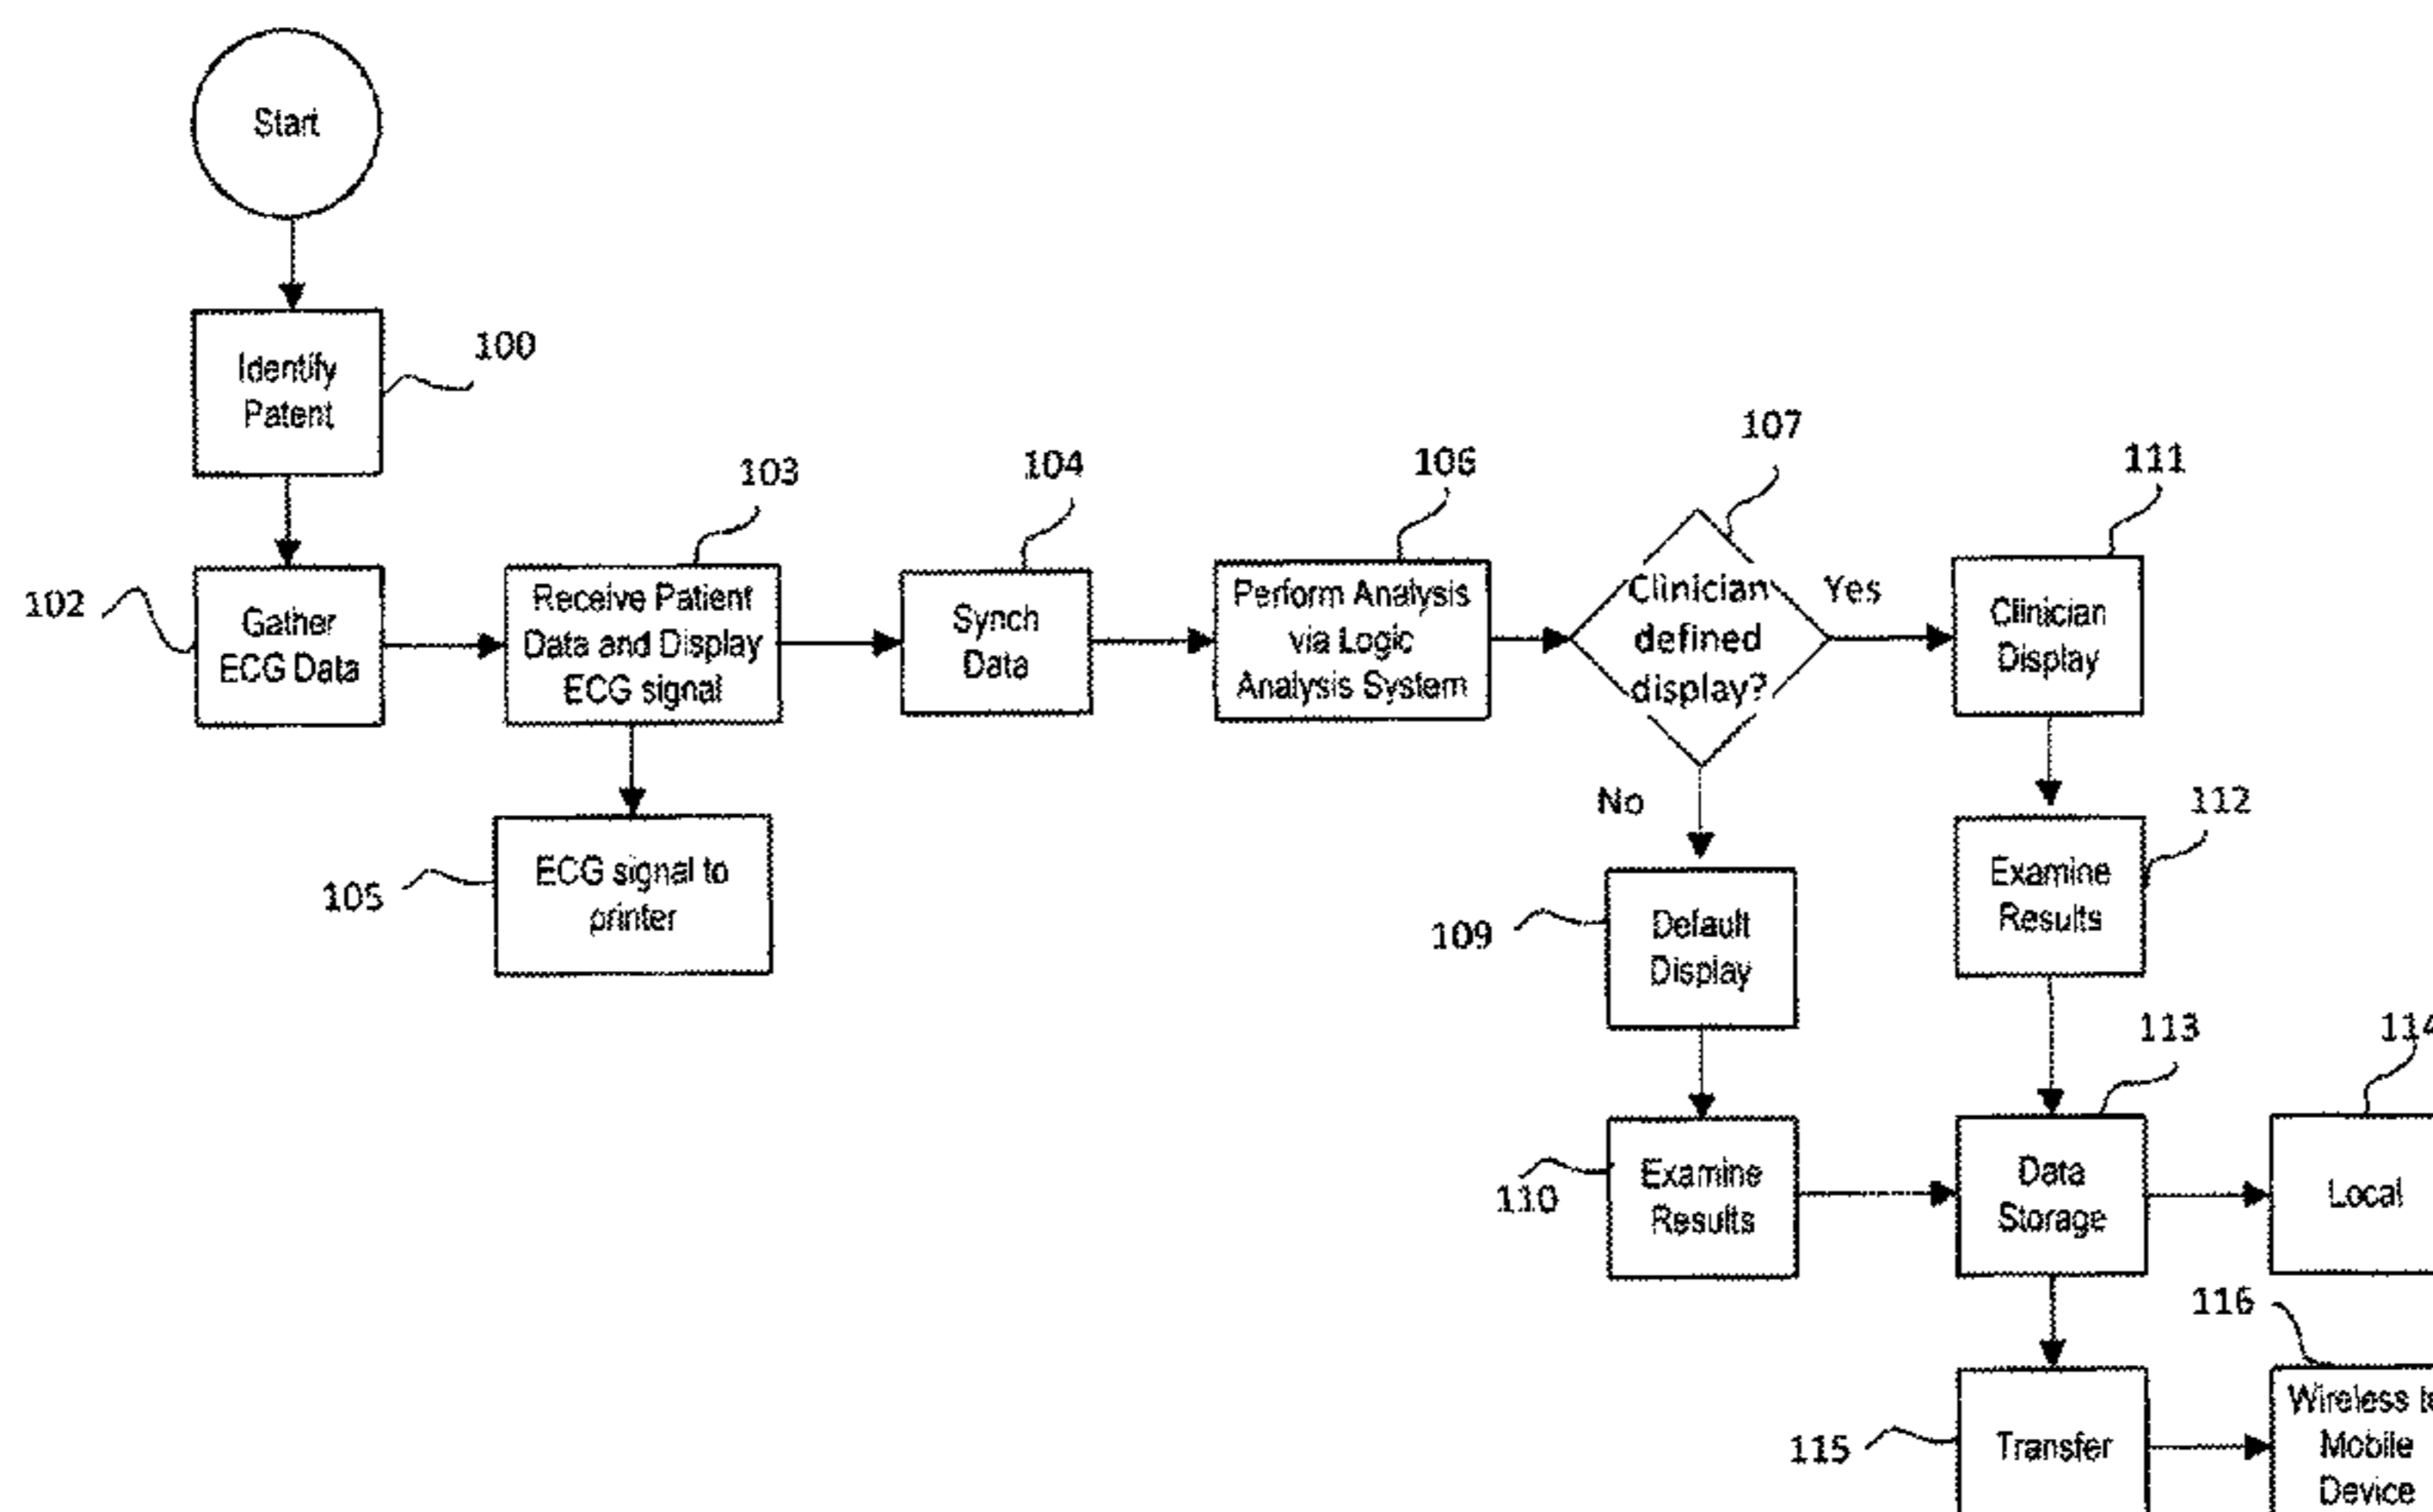 Start
100
Identify
Patent
102
Gather
ECG Data
103
Receive Patient
Data and Display
ECG signal
105
ECG signal to
printer
104
Synch
Data
106
Perform Analysis
via Logic
Analysis System
107
Clinician
defined
display?
Yes
No
111
Clinician
Display
112
Examine
Results
109
Default
Display
110
Examine
Results
113
Data
Storage
114
Local
115
Transfer
116
Wireless
Mobile
Device